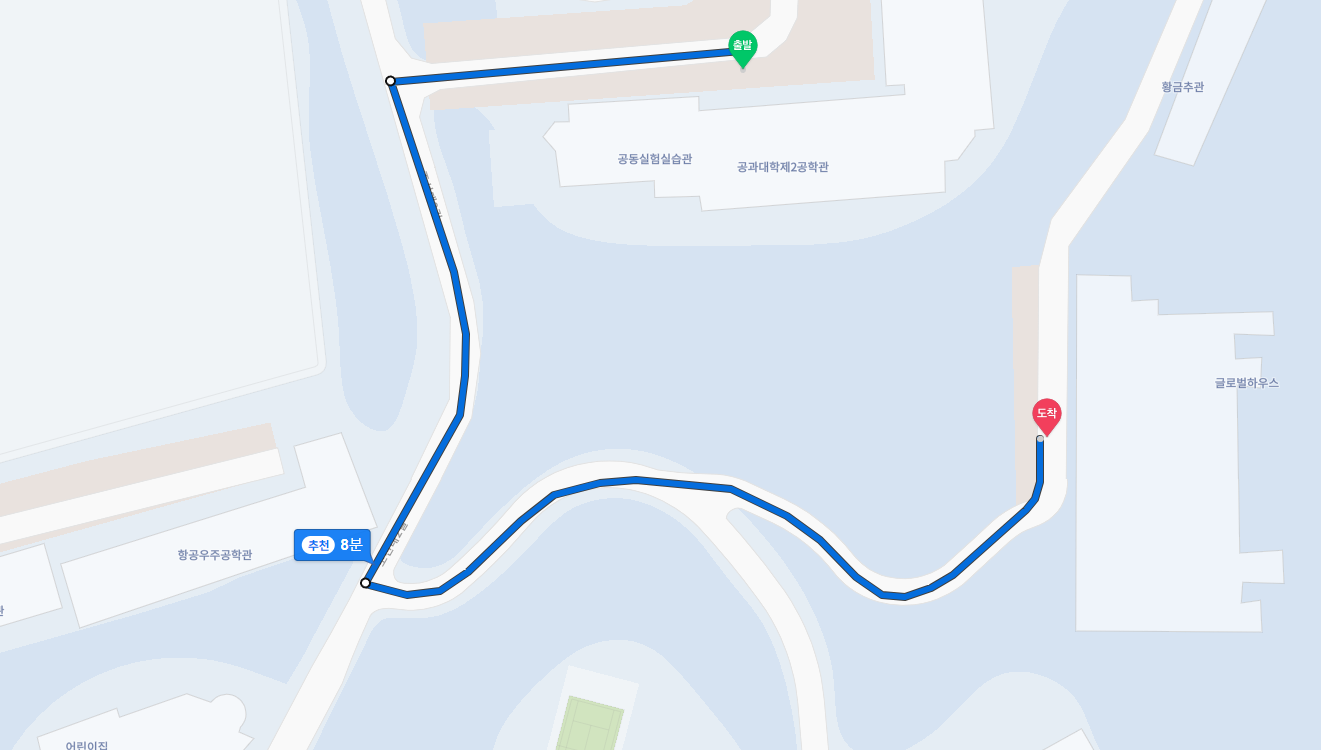 출발
황금추관
공동실험실습관
공과대학제2공학관
글로벌하우스
도착
추천 8분
항공우주공학관
관
어린이집